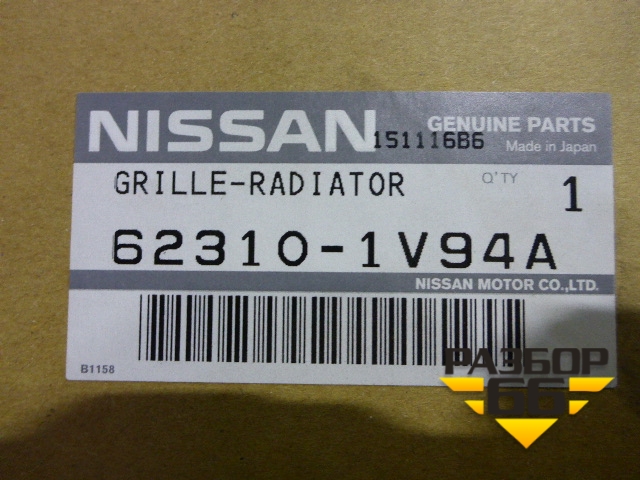 NISSAN
GENUINE PARTS
151116B6
Made in Japan
GRILLE-RADIATOR
Q'TY
1
62310-1V94A
NISSAN MOTOR CO.,LTD.
B1158
РАЗБОР
66